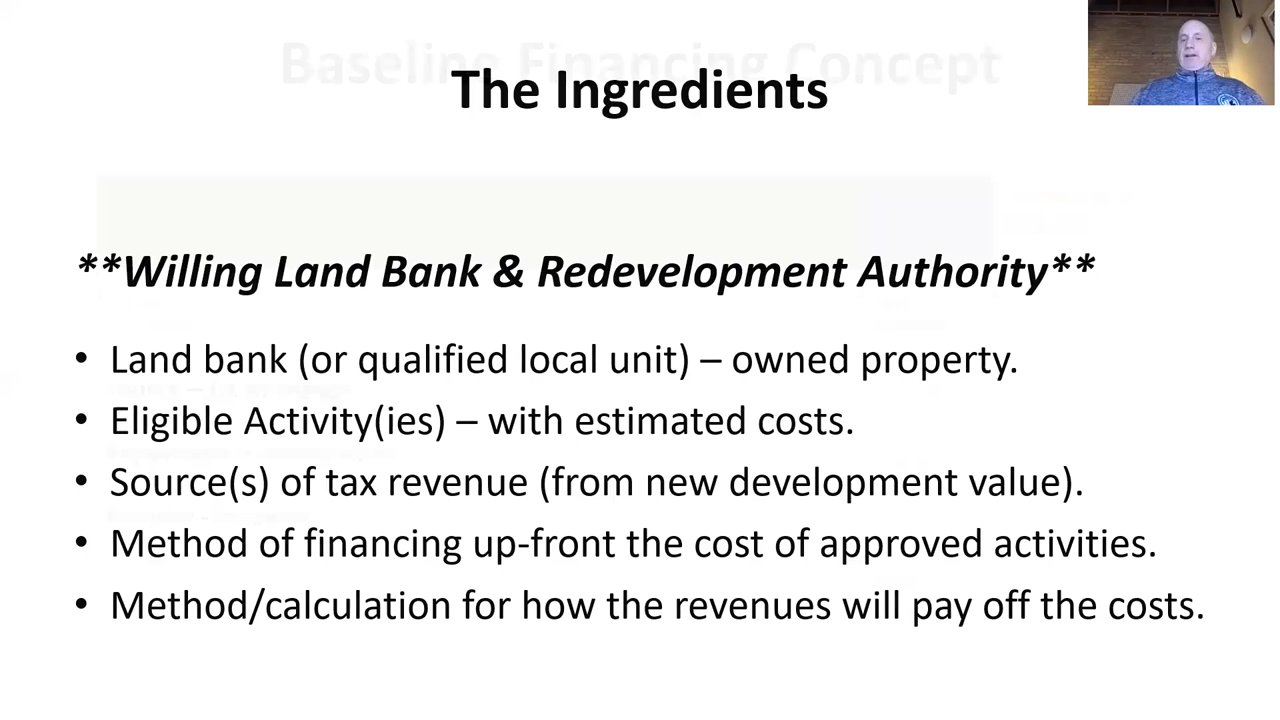 Baseline Financing Concept
The Ingredients
**Willing Land Bank & Redevelopment Authority**
• Land bank (or qualified local unit) – owned property.
• Eligible Activity(ies) – with estimated costs.
• Source(s) of tax revenue (from new development value).
• Method of financing up-front the cost of approved activities.
• Method/calculation for how the revenues will pay off the costs.